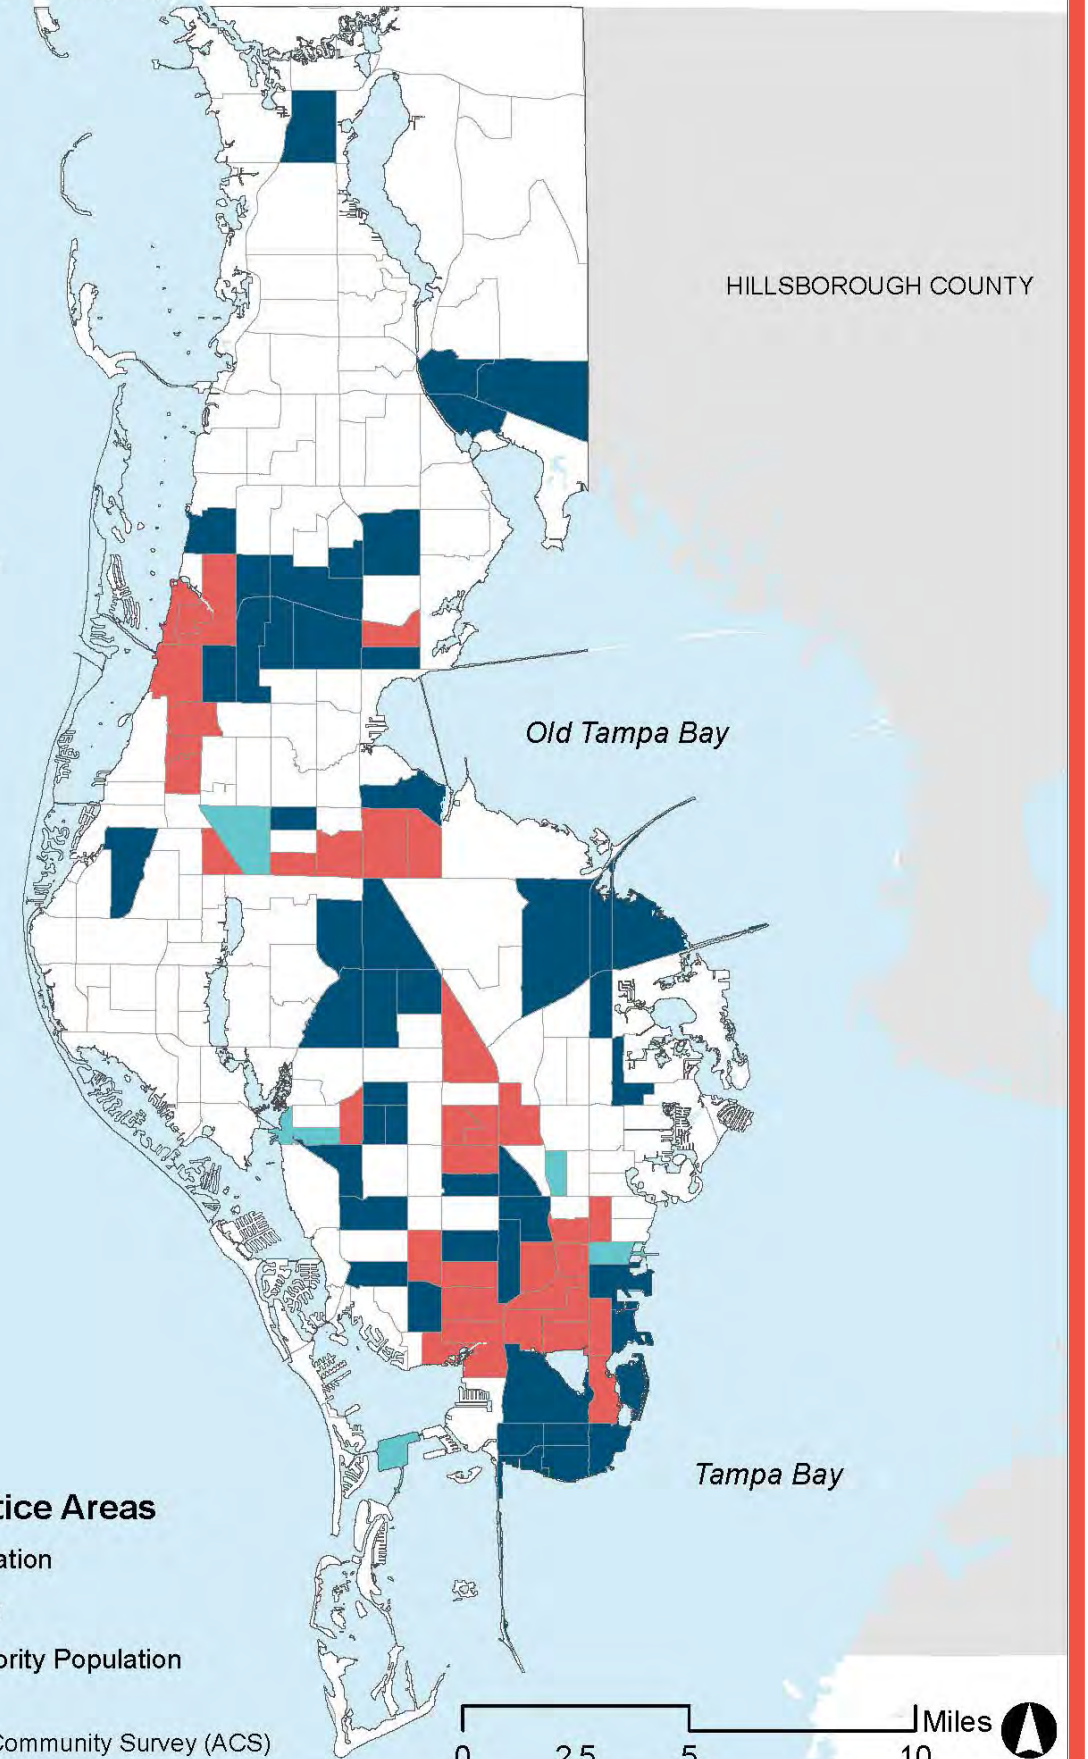 HILLSBOROUGH COUNTY
Old Tampa Bay
Tampa Bay
tice Areas
ation
ority Population
Community Survey (ACS)
Miles
0 2.5 5 10